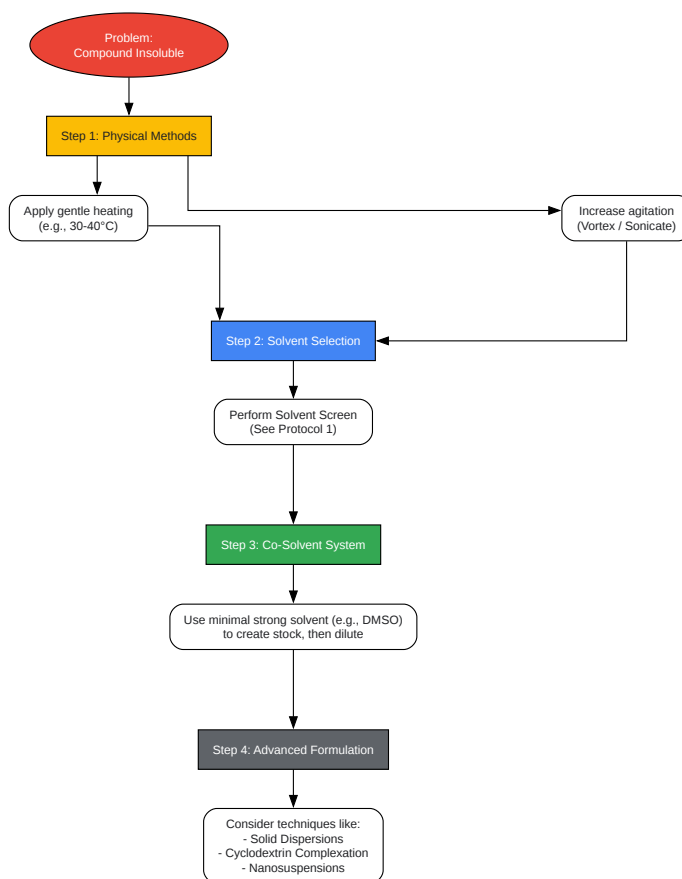 Problem:
Compound Insoluble
Step 1: Physical Methods
Apply gentle heating
(e.g., 30-40°C)
Increase agitation
(Vortex / Sonicate)
Step 2: Solvent Selection
Perform Solvent Screen
(See Protocol 1)
Step 3: Co-Solvent System
Use minimal strong solvent (e.g., DMSO)
to create stock, then dilute
Step 4: Advanced Formulation
Consider techniques like:
- Solid Dispersions
- Cyclodextrin Complexation
- Nanosuspensions